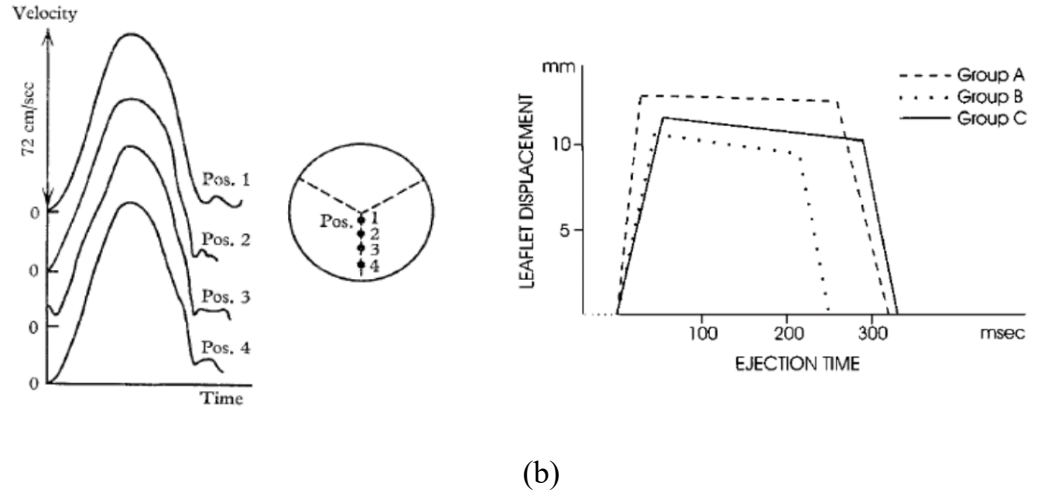 Velocity
72 cm/sec
0
0
0
0
Pos. 1
Pos. 2
Pos. 3
Pos. 4
Time
Pos.
1
2
3
4
mm
10
5
LEAFLET DISPLACEMENT
Group A
Group B
Group C
100
200
300
msec
EJECTION TIME
(b)